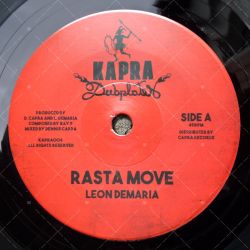 KAPRA
Dubplates
PRODUCED BY
D. CAPRA AND L. DEMARIA
COMPOSED BY RAY P
MIXED BY DENNIS CAPRA
SIDE A
45RPM
KAPRA004
ALL RIGHTS RESERVED
DISTRIBUTED BY
CAPRA RECORDS
RASTA MOVE
LEON DEMARIA